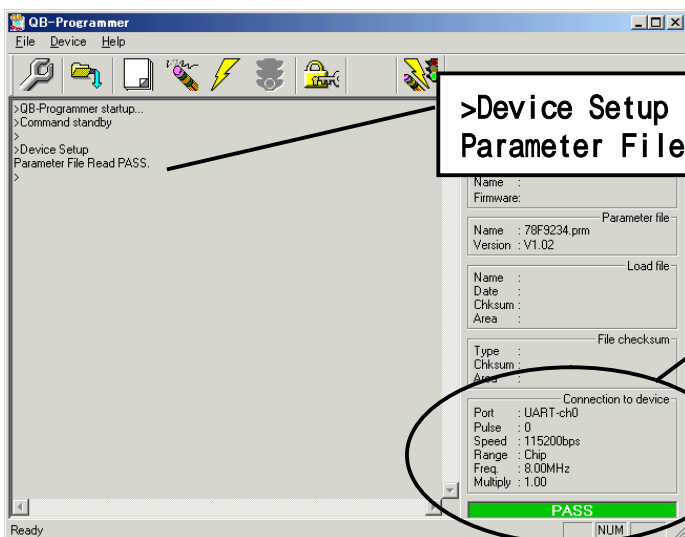 QB-Programmer
File Device Help
>QB-Programmer startup...
>Command standby
>
>Device Setup
Parameter File Read PASS.
>
>Device Setup
Parameter File
Name :
Firmware:
Parameter file
Name : 78F9234.prm
Version : V1.02
Load file
Name :
Date :
Chksum :
Area :
File checksum
Type :
Chksum :
Area :
Connection to device
Port : UART-ch0
Pulse : 0
Speed : 115200bps
Range : Chip
Freq. : 8.00MHz
Multiply : 1.00
PASS
Ready
NUM